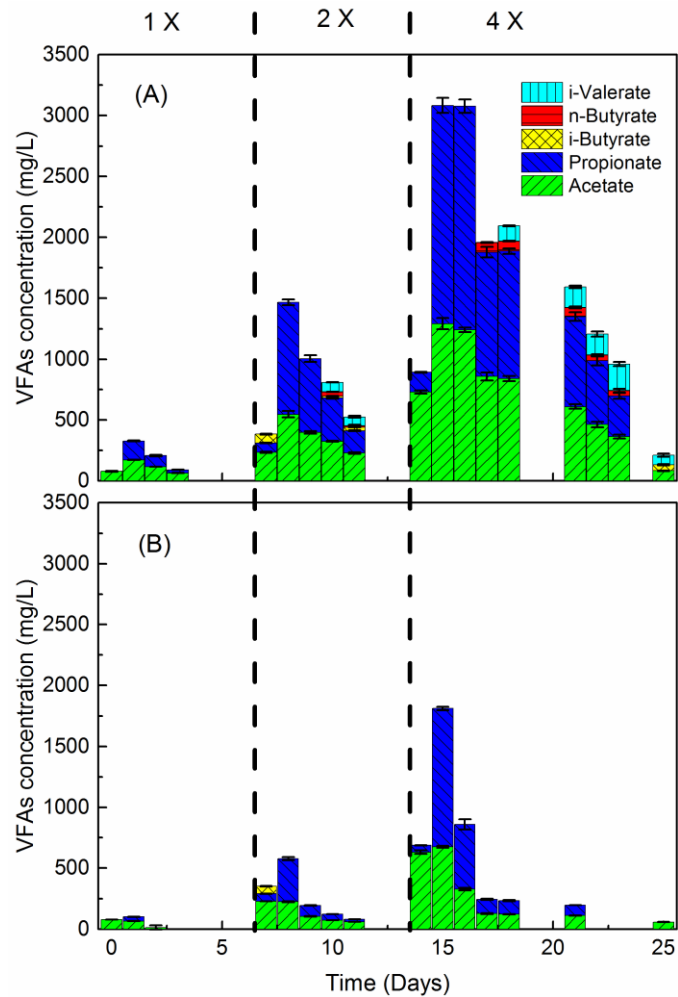 1 X 2 X 4 X
3500
3000
2500
2000
1500
1000
500
0
VFAs concentration (mg/L)
(A)
i-Valerate
n-Butyrate
i-Butyrate
Propionate
Acetate
3500
3000
2500
2000
1500
1000
500
0
VFAs concentration (mg/L)
(B)
0 5 10 15 20 25
Time (Days)